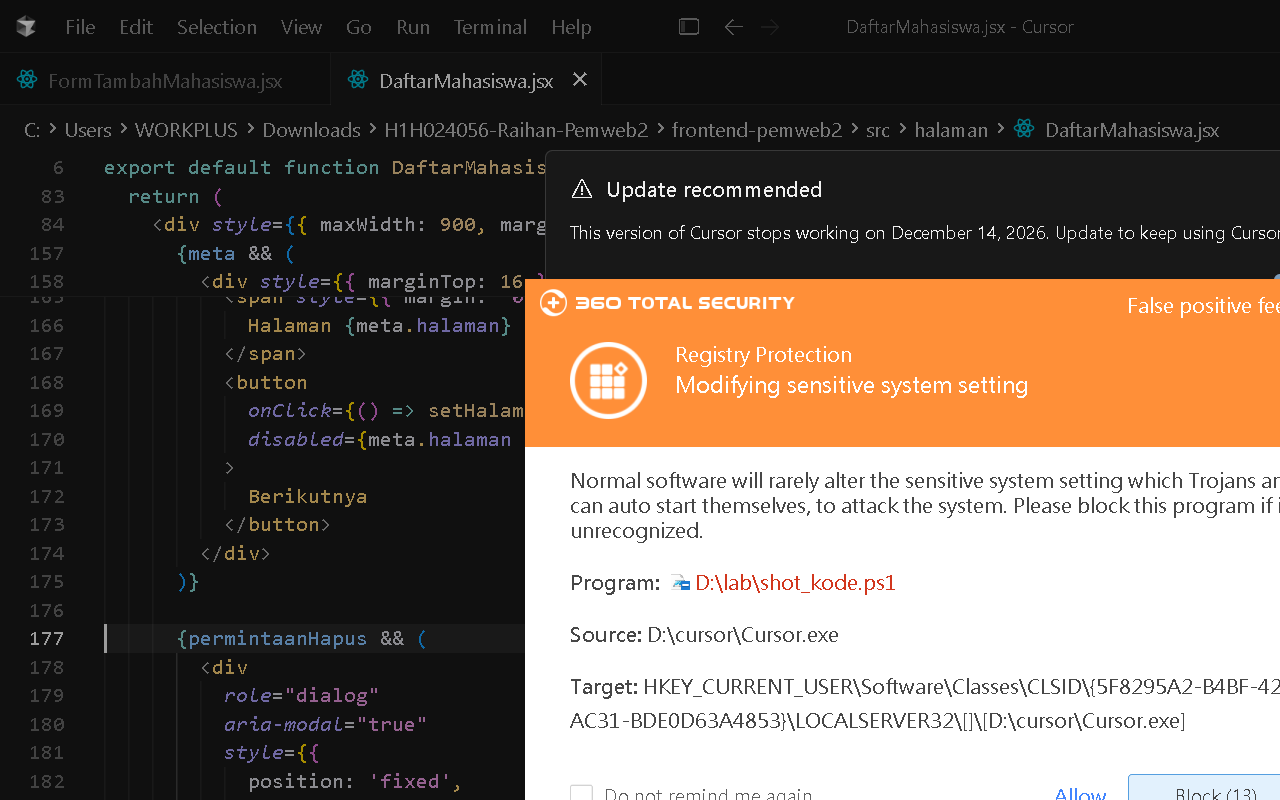 File Edit Selection View Go Run Terminal Help DaftarMahasiswa.jsx - Cursor
FormTambahMahasiswa.jsx DaftarMahasiswa.jsx
C: > Users > WORKPLUS > Downloads > H1H024056-Raihan-Pemweb2 > frontend-pemweb2 > src > halaman > DaftarMahasiswa.jsx
6 export default function DaftarMahasis
83 return (
84 <div style={{ maxWidth: 900, marg
157 {meta && (
158 <div style={{ marginTop: 16
165 <span style={{ margin:
166 Halaman {meta.halaman}
167 </span>
168 <button
169 onClick={() => setHalam
170 disabled={meta.halaman
171 >
172 Berikutnya
173 </button>
174 </div>
175 )}
176
177 {permintaanHapus && (
178 <div
179 role="dialog"
180 aria-modal="true"
181 style={{
182 position: 'fixed',
Update recommended
This version of Cursor stops working on December 14, 2026. Update to keep using Cursor
360 TOTAL SECURITY
False positive fee
Registry Protection
Modifying sensitive system setting
Normal software will rarely alter the sensitive system setting which Trojans an
can auto start themselves, to attack the system. Please block this program if i
unrecognized.
Program: D:\lab\shot_kode.ps1
Source: D:\cursor\Cursor.exe
Target: HKEY_CURRENT_USER\Software\Classes\CLSID\{5F8295A2-B4BF-42
AC31-BDE0D63A4853}\LOCALSERVER32\[]\[D:\cursor\Cursor.exe]
Do not remind me again
Allow
Block (13)